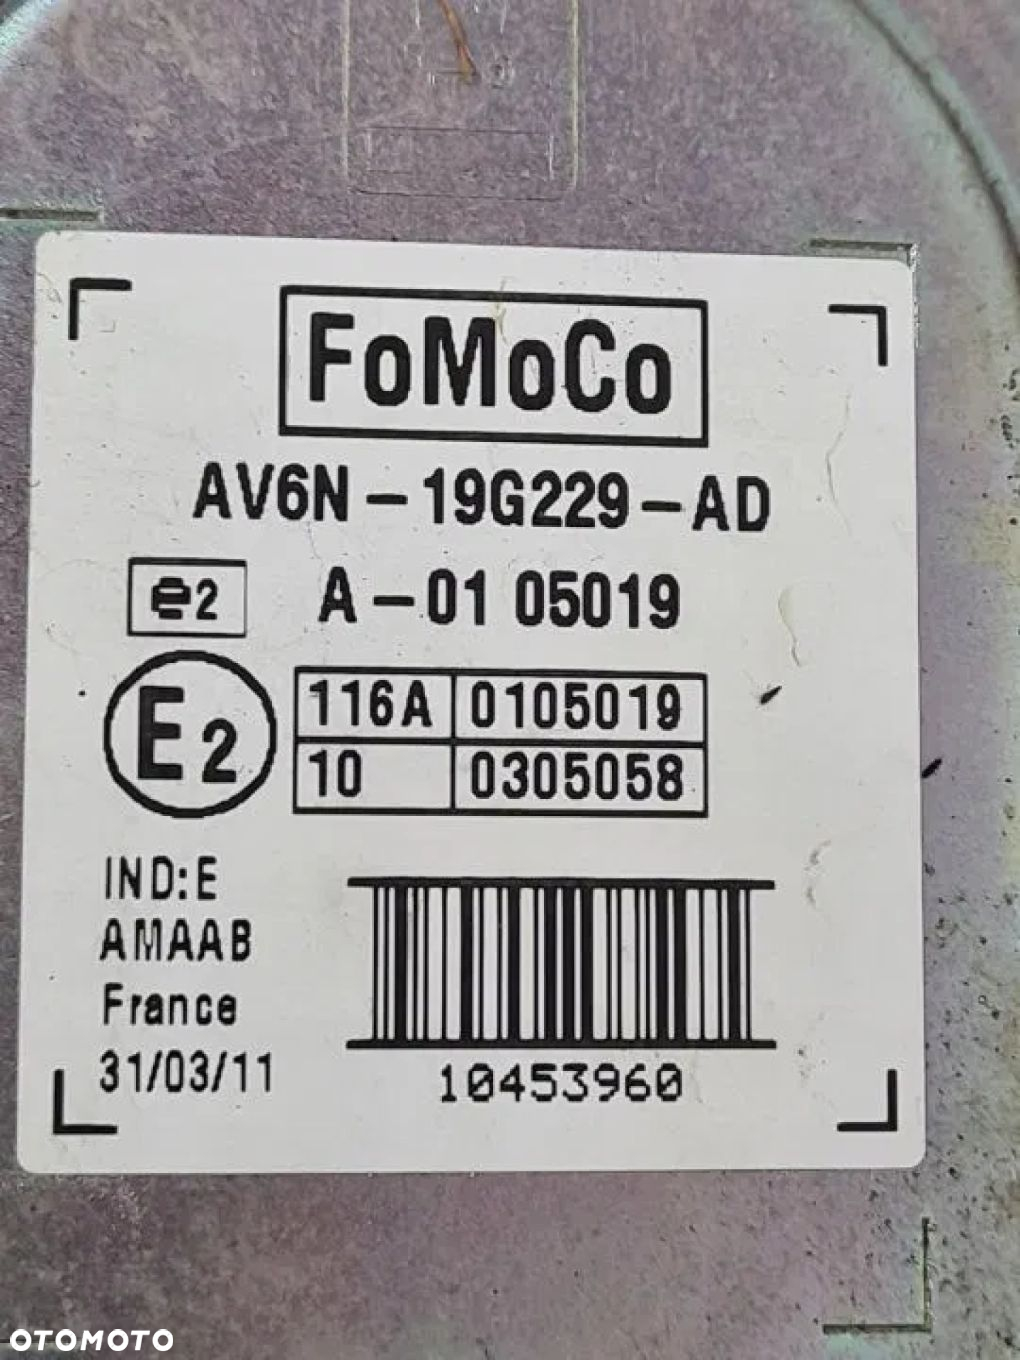 FoMoCo
AV6N-19G229-AD
e2 A-01 05019
E2 116A 0105019
10 0305058
IND:E
AMAAB
France
31/03/11
10453960
OTOMOTO